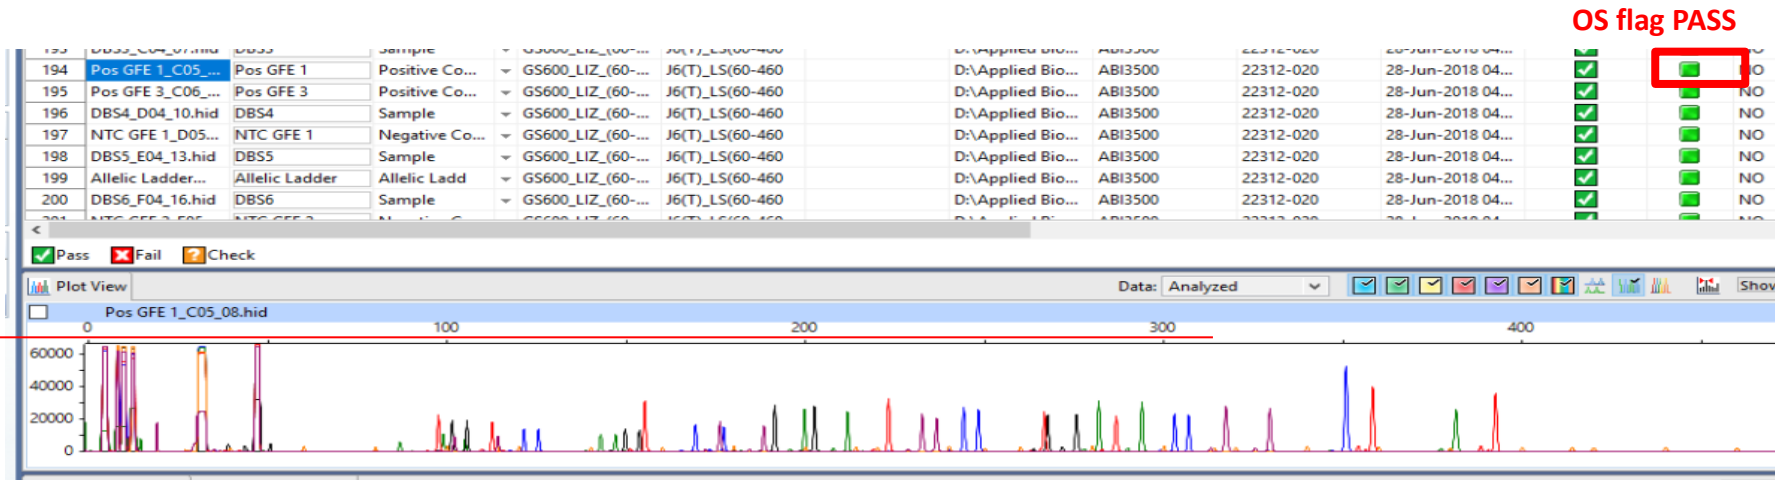 OS flag PASS
194 Pos GFE 1_C05_... Pos GFE 1 Positive Co... GS600_LIZ_(60-... J6(T)_LS(60-460 D:\Applied Bio... ABI3500 22312-020 28-Jun-2018 04... NO
195 Pos GFE 3_C06_... Pos GFE 3 Positive Co... GS600_LIZ_(60-... J6(T)_LS(60-460 D:\Applied Bio... ABI3500 22312-020 28-Jun-2018 04... NO
196 DBS4_D04_10.hid DBS4 Sample GS600_LIZ_(60-... J6(T)_LS(60-460 D:\Applied Bio... ABI3500 22312-020 28-Jun-2018 04... NO
197 NTC GFE 1_D05... NTC GFE 1 Negative Co... GS600_LIZ_(60-... J6(T)_LS(60-460 D:\Applied Bio... ABI3500 22312-020 28-Jun-2018 04... NO
198 DBS5_E04_13.hid DBS5 Sample GS600_LIZ_(60-... J6(T)_LS(60-460 D:\Applied Bio... ABI3500 22312-020 28-Jun-2018 04... NO
199 Allelic Ladder... Allelic Ladder Allelic Ladd GS600_LIZ_(60-... J6(T)_LS(60-460 D:\Applied Bio... ABI3500 22312-020 28-Jun-2018 04... NO
200 DBS6_F04_16.hid DBS6 Sample GS600_LIZ_(60-... J6(T)_LS(60-460 D:\Applied Bio... ABI3500 22312-020 28-Jun-2018 04... NO
Pass Fail Check
Plot View Data: Analyzed Show
Pos GFE 1_C05_08.hid
0 100 200 300 400
60000
40000
20000
0